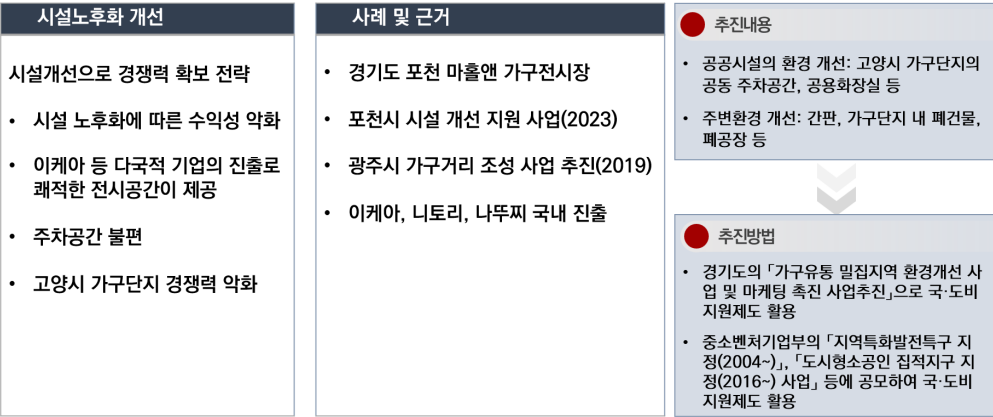 시설노후화 개선
시설개선으로 경쟁력 확보 전략
• 시설 노후화에 따른 수익성 악화
• 이케아 등 다국적 기업의 진출로
쾌적한 전시공간이 제공
• 주차공간 불편
• 고양시 가구단지 경쟁력 악화
사례 및 근거
• 경기도 포천 마홀앤 가구전시장
• 포천시 시설 개선 지원 사업(2023)
• 광주시 가구거리 조성 사업 추진(2019)
• 이케아, 니토리, 나뚜찌 국내 진출
추진내용
• 공공시설의 환경 개선: 고양시 가구단지의
공동 주차공간, 공용화장실 등
• 주변환경 개선: 간판, 가구단지 내 폐건물,
폐공장 등
추진방법
• 경기도의 「가구유통 밀집지역 환경개선 사
업 및 마케팅 촉진 사업추진」으로 국·도비
지원제도 활용
• 중소벤처기업부의 「지역특화발전특구 지
정(2004~)」, 「도시형소공인 집적지구 지
정(2016~) 사업」 등에 공모하여 국·도비
지원제도 활용